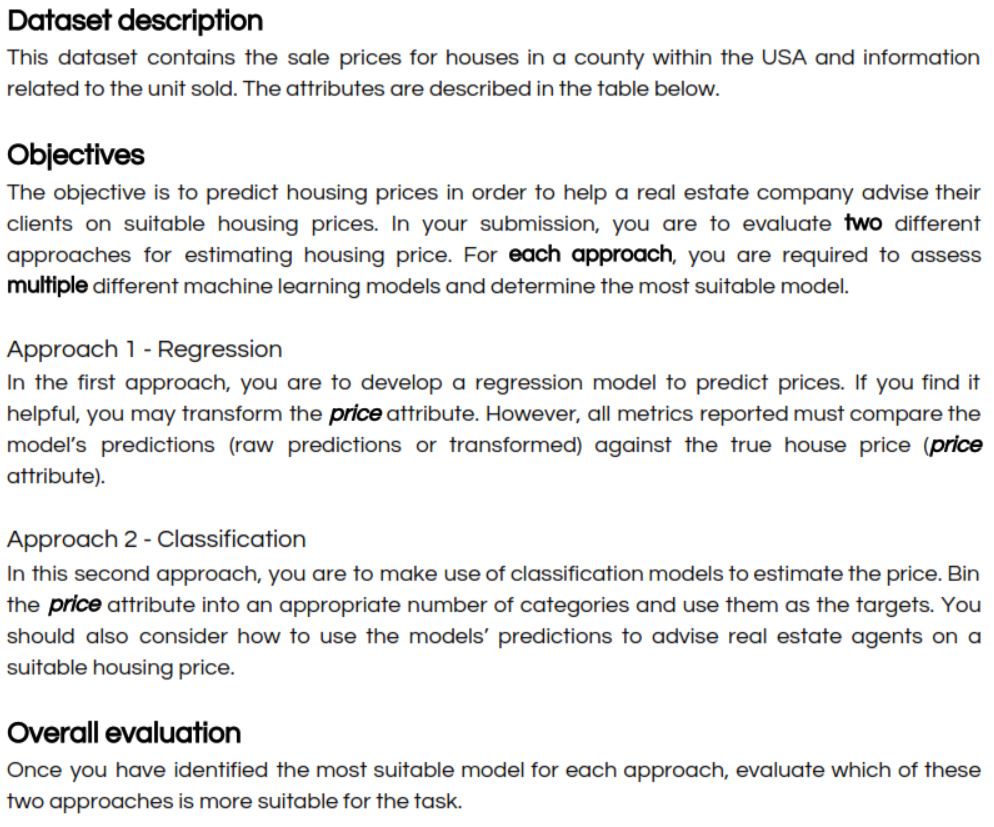 Dataset description
This dataset contains the sale prices for houses in a county within the USA and information
related to the unit sold. The attributes are described in the table below.
Objectives
The objective is to predict housing prices in order to help a real estate company advise their
clients on suitable housing prices. In your submission, you are to evaluate two different
approaches for estimating housing price. For each approach, you are required to assess
multiple different machine learning models and determine the most suitable model.
Approach 1 - Regression
In the first approach, you are to develop a regression model to predict prices. If you find it
helpful, you may transform the price attribute. However, all metrics reported must compare the
model's predictions (raw predictions or transformed) against the true house price (price
attribute).
Approach 2 - Classification
In this second approach, you are to make use of classification models to estimate the price. Bin
the price attribute into an appropriate number of categories and use them as the targets. You
should also consider how to use the models' predictions to advise real estate agents on a
suitable housing price.
Overall evaluation
Once you have identified the most suitable model for each approach, evaluate which of these
two approaches is more suitable for the task.